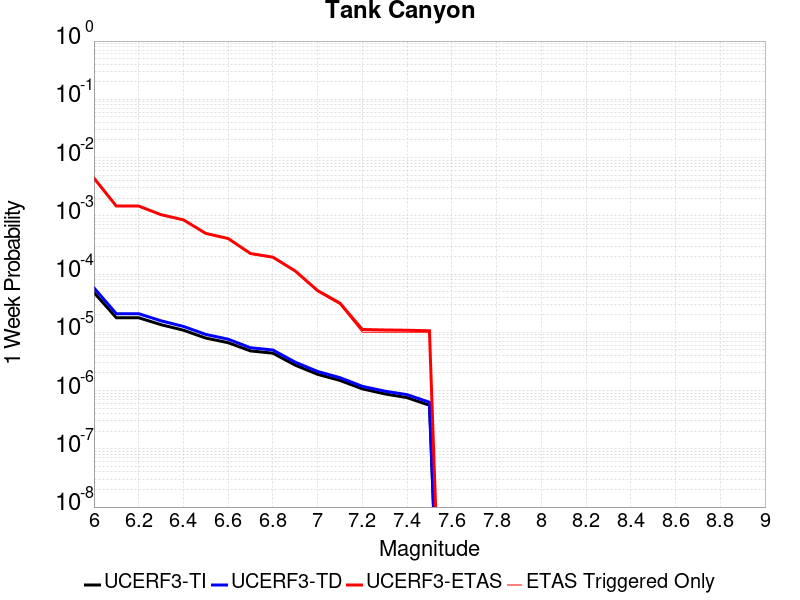 Tank Canyon
10^0
10^-1
10^-2
10^-3
10^-4
10^-5
10^-6
10^-7
10^-8
1 Week Probability
6 6.2 6.4 6.6 6.8 7 7.2 7.4 7.6 7.8 8 8.2 8.4 8.6 8.8 9
Magnitude
UCERF3-TI UCERF3-TD UCERF3-ETAS ETAS Triggered Only